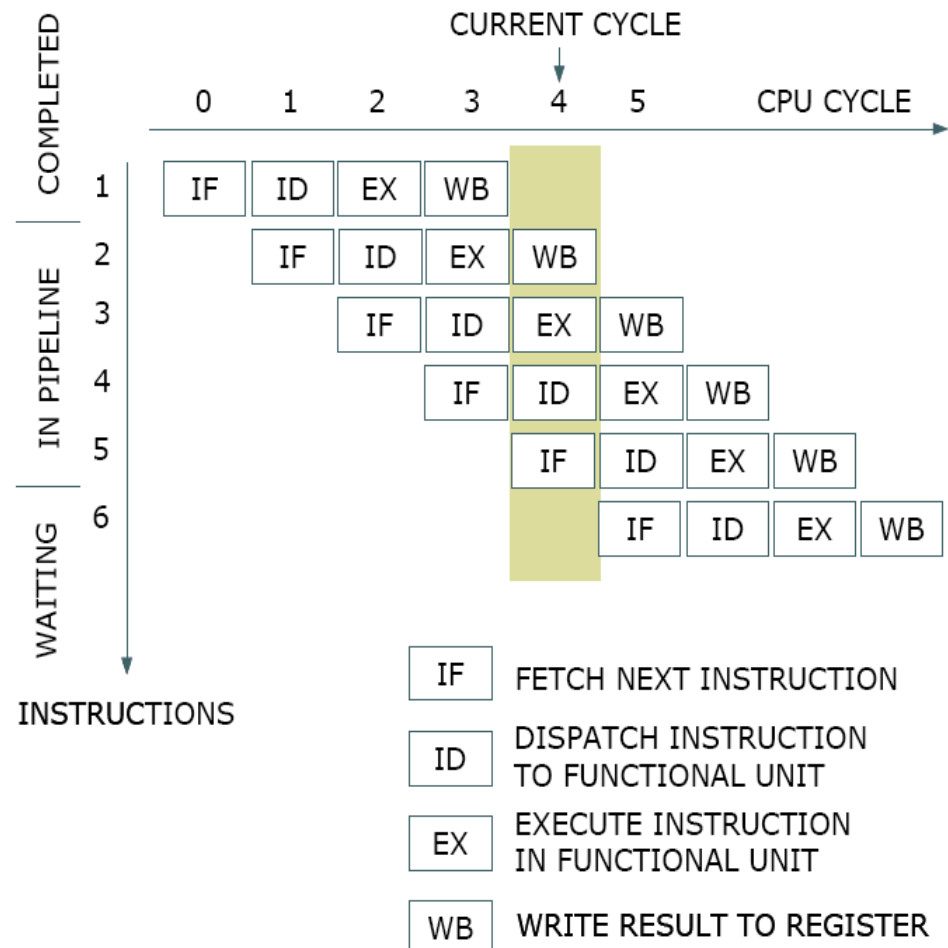 CURRENT CYCLE
0 1 2 3 4 5 CPU CYCLE
COMPLETED
1 IF ID EX WB
2 IF ID EX WB
IN PIPELINE
3 IF ID EX WB
4 IF ID EX WB
5 IF ID EX WB
6 IF ID EX WB
WAITING
INSTRUCTIONS
IF FETCH NEXT INSTRUCTION
ID DISPATCH INSTRUCTION
TO FUNCTIONAL UNIT
EX EXECUTE INSTRUCTION
IN FUNCTIONAL UNIT
WB WRITE RESULT TO REGISTER